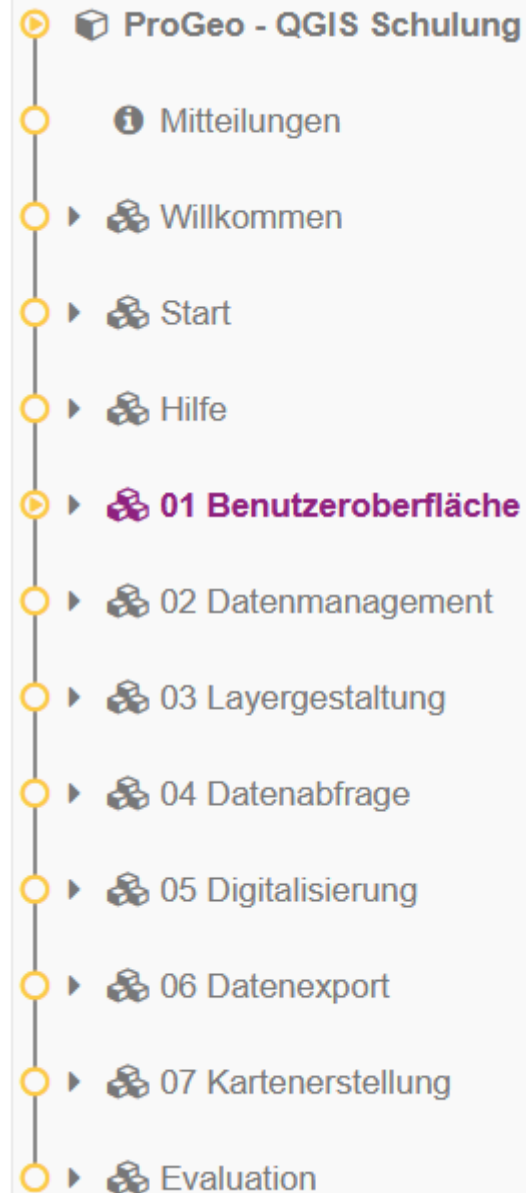 ProGeo - QGIS Schulung
Mitteilungen
Willkommen
Start
Hilfe
01 Benutzeroberfläche
02 Datenmanagement
03 Layergestaltung
04 Datenabfrage
05 Digitalisierung
06 Datenexport
07 Kartenerstellung
Evaluation